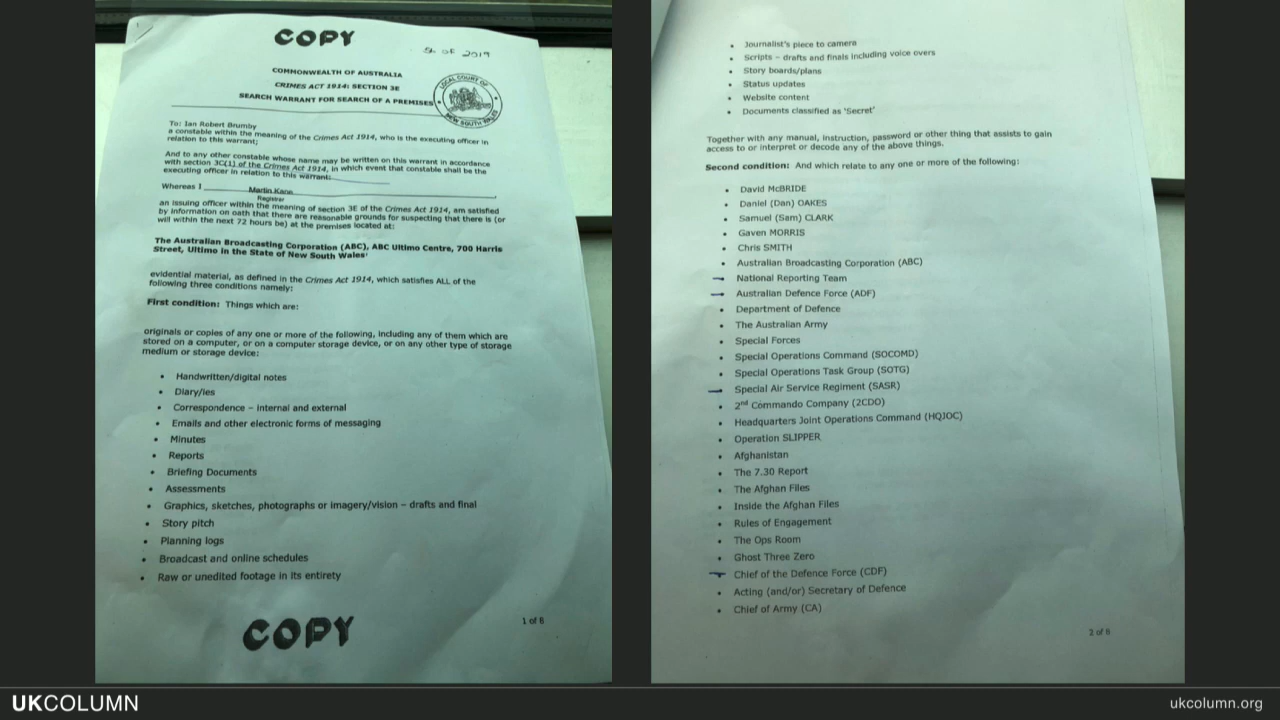 COPY
51 OF 2019
COMMONWEALTH OF AUSTRALIA
CRIMES ACT 1914: SECTION 3E
SEARCH WARRANT FOR SEARCH OF A PREMISES
LOCAL COURT OF
NEW SOUTH WALES
To: Ian Robert Brumby
a constable within the meaning of the Crimes Act 1914, who is the executing officer in
relation to this warrant;
And to any other constable whose name may be written on this warrant in accordance
with section 3C(1) of the Crimes Act 1914, in which event that constable shall be the
executing officer in relation to this warrant:
Whereas I Martin Kane
Registrar
an issuing officer within the meaning of section 3E of the Crimes Act 1914, am satisfied
by information on oath that there are reasonable grounds for suspecting that there is (or
will within the next 72 hours be) at the premises located at:
The Australian Broadcasting Corporation (ABC), ABC Ultimo Centre, 700 Harris
Street, Ultimo in the State of New South Wales'
evidential material, as defined in the Crimes Act 1914, which satisfies ALL of the
following three conditions namely:
First condition: Things which are:
originals or copies of any one or more of the following, including any of them which are
stored on a computer, or on a computer storage device, or on any other type of storage
medium or storage device:
• Handwritten/digital notes
• Diary/ies
• Correspondence – internal and external
• Emails and other electronic forms of messaging
• Minutes
• Reports
• Briefing Documents
• Assessments
• Graphics, sketches, photographs or imagery/vision – drafts and final
• Story pitch
• Planning logs
• Broadcast and online schedules
• Raw or unedited footage in its entirety
1 of 8
COPY
• Journalist's piece to camera
• Scripts – drafts and finals including voice overs
• Story boards/plans
• Status updates
• Website content
• Documents classified as 'Secret'
Together with any manual, instruction, password or other thing that assists to gain
access to or interpret or decode any of the above things.
Second condition: And which relate to any one or more of the following:
• David McBRIDE
• Daniel (Dan) OAKES
• Samuel (Sam) CLARK
• Gaven MORRIS
• Chris SMITH
• Australian Broadcasting Corporation (ABC)
• National Reporting Team
• Australian Defence Force (ADF)
• Department of Defence
• The Australian Army
• Special Forces
• Special Operations Command (SOCOMD)
• Special Operations Task Group (SOTG)
• Special Air Service Regiment (SASR)
• 2nd Commando Company (2CDO)
• Headquarters Joint Operations Command (HQJOC)
• Operation SLIPPER
• Afghanistan
• The 7.30 Report
• The Afghan Files
• Inside the Afghan Files
• Rules of Engagement
• The Ops Room
• Ghost Three Zero
• Chief of the Defence Force (CDF)
• Acting (and/or) Secretary of Defence
• Chief of Army (CA)
2 of 8
UKCOLUMN
ukcolumn.org